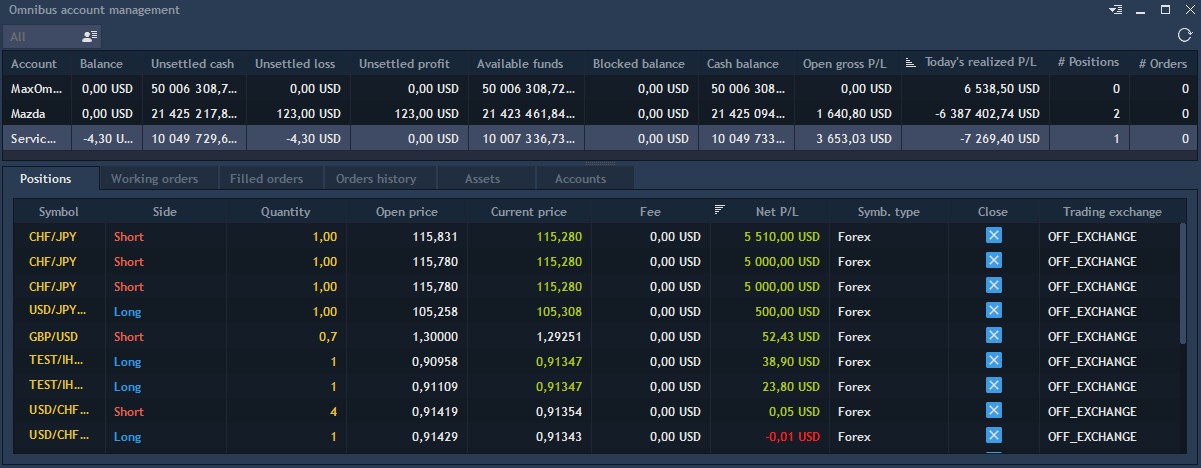 Omnibus account management
All
Account Balance Unsettled cash Unsettled loss Unsettled profit Available funds Blocked balance Cash balance Open gross P/L Today's realized P/L # Positions # Orders
MaxOm... 0,00 USD 50 006 308,7... 0,00 USD 0,00 USD 50 006 308,72... 0,00 USD 50 006 308... 0,00 USD 6 538,50 USD 0 0
Mazda 0,00 USD 21 425 217,8... 123,00 USD 123,00 USD 21 423 461,84... 0,00 USD 21 425 094... 1 640,80 USD -6 387 402,74 USD 2 0
Servic... -4,30 U... 10 049 729,6... -4,30 USD 0,00 USD 10 007 336,73... 0,00 USD 10 049 733... 3 653,03 USD -7 269,40 USD 1 0
Positions Working orders Filled orders Orders history Assets Accounts
Symbol Side Quantity Open price Current price Fee Net P/L Symb. type Close Trading exchange
CHF/JPY Short 1,00 115,831 115,280 0,00 USD 5 510,00 USD Forex OFF_EXCHANGE
CHF/JPY Short 1,00 115,780 115,280 0,00 USD 5 000,00 USD Forex OFF_EXCHANGE
CHF/JPY Short 1,00 115,780 115,280 0,00 USD 5 000,00 USD Forex OFF_EXCHANGE
USD/JPY... Long 1,00 105,258 105,308 0,00 USD 500,00 USD Forex OFF_EXCHANGE
GBP/USD Short 0,7 1,30000 1,29251 0,00 USD 52,43 USD Forex OFF_EXCHANGE
TEST/IH... Long 1 0,90958 0,91347 0,00 USD 38,90 USD Forex OFF_EXCHANGE
TEST/IH... Long 1 0,91109 0,91347 0,00 USD 23,80 USD Forex OFF_EXCHANGE
USD/CHF... Short 4 0,91419 0,91354 0,00 USD 0,05 USD Forex OFF_EXCHANGE
USD/CHF... Long 1 0,91429 0,91343 0,00 USD -0,01 USD Forex OFF_EXCHANGE